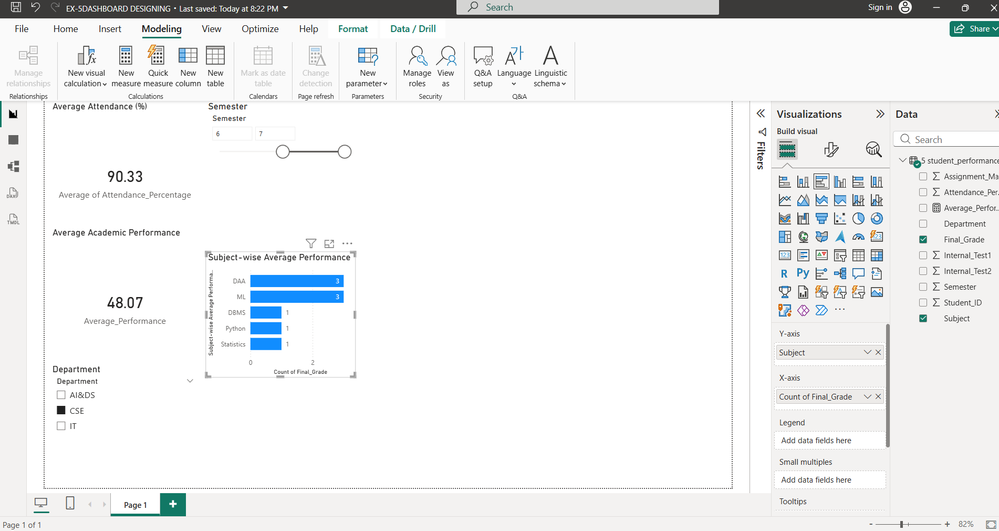 EX-5DASHBOARD DESIGNING • Last saved: Today at 8:22 PM
Search
Sign in
File Home Insert Modeling View Optimize Help Format Data / Drill
Share
Manage relationships
New visual calculation
New measure
Quick measure
New column
New table
Mark as date table
Change detection
New parameter
Manage roles
View as
Q&A setup
Language
Linguistic schema
Relationships
Calculations
Calendars
Page refresh
Parameters
Security
Q&A
DAX
TMDL
Average Attendance (%)
90.33
Average of Attendance_Percentage
Semester
Semester
6 7
Average Academic Performance
48.07
Average_Performance
Subject-wise Average Performance
Subject-wise Average Performa...
DAA 3
ML 3
DBMS 1
Python 1
Statistics 1
0 2
Count of Final_Grade
Department
Department
AI&DS
CSE
IT
Filters
Visualizations
Build visual
123
123
R Py
Y-axis
Subject
X-axis
Count of Final_Grade
Legend
Add data fields here
Small multiples
Add data fields here
Tooltips
Data
Search
5 student_performance
Assignment_Ma
Attendance_Per...
Average_Perfor...
Department
Final_Grade
Internal_Test1
Internal_Test2
Semester
Student_ID
Subject
Page 1
+
Page 1 of 1
- + 82%